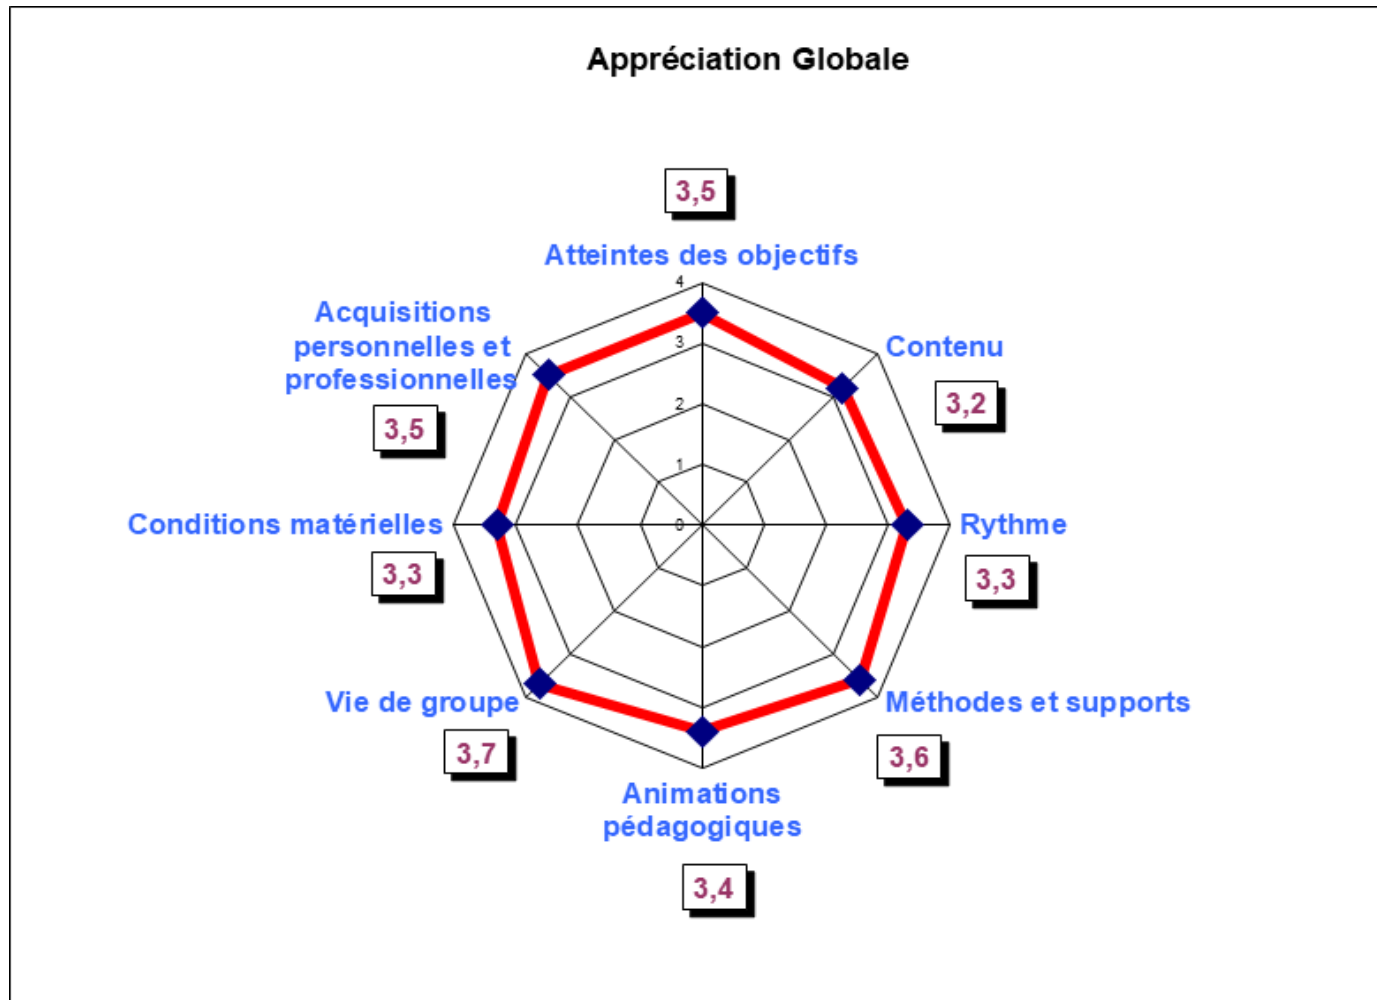 Appréciation Globale
3,5
Atteintes des objectifs
4
3
2
1
0
Contenu
3,2
Rythme
3,3
Méthodes et supports
3,6
Animations
pédagogiques
3,4
Vie de groupe
3,7
Conditions matérielles
3,3
Acquisitions
personnelles et
professionnelles
3,5